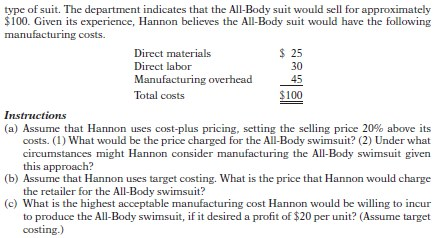 type of suit. The department indicates that the All-Body suit would sell for approximately
$100. Given its experience, Hannon believes the All-Body suit would have the following
manufacturing costs.
Direct materials $ 25
Direct labor 30
Manufacturing overhead 45
Total costs $100
Instructions
(a) Assume that Hannon uses cost-plus pricing, setting the selling price 20% above its
costs. (1) What would be the price charged for the All-Body swimsuit? (2) Under what
circumstances might Hannon consider manufacturing the All-Body swimsuit given
this approach?
(b) Assume that Hannon uses target costing. What is the price that Hannon would charge
the retailer for the All-Body swimsuit?
(c) What is the highest acceptable manufacturing cost Hannon would be willing to incur
to produce the All-Body swimsuit, if it desired a profit of $20 per unit? (Assume target
costing.)